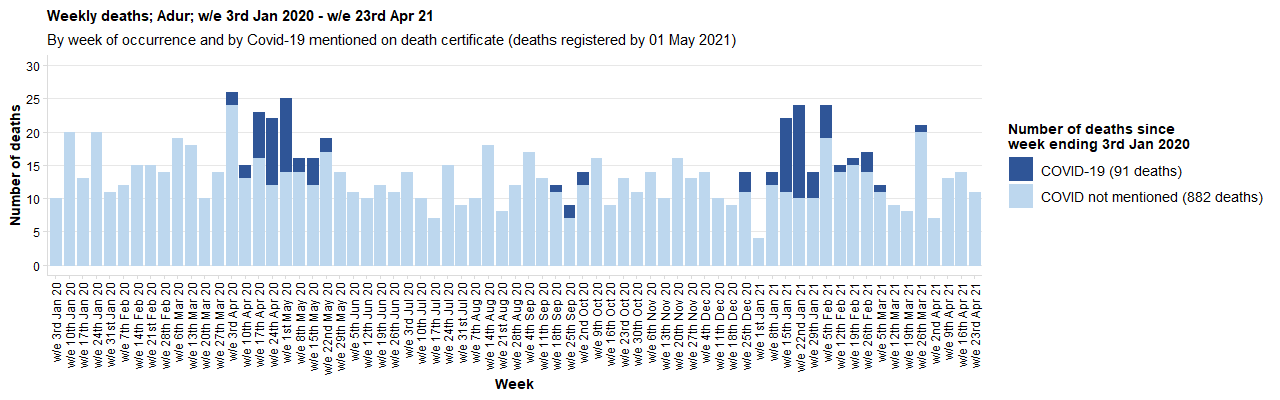 Weekly deaths; Adur; w/e 3rd Jan 2020 - w/e 23rd Apr 21
By week of occurrence and by Covid-19 mentioned on death certificate (deaths registered by 01 May 2021)
Number of deaths
30
25
20
15
10
5
0
w/e 3rd Jan 20
w/e 10th Jan 20
w/e 17th Jan 20
w/e 24th Jan 20
w/e 31st Jan 20
w/e 7th Feb 20
w/e 14th Feb 20
w/e 21st Feb 20
w/e 28th Feb 20
w/e 6th Mar 20
w/e 13th Mar 20
w/e 20th Mar 20
w/e 27th Mar 20
w/e 3rd Apr 20
w/e 10th Apr 20
w/e 17th Apr 20
w/e 24th Apr 20
w/e 1st May 20
w/e 8th May 20
w/e 15th May 20
w/e 22nd May 20
w/e 29th May 20
w/e 5th Jun 20
w/e 12th Jun 20
w/e 19th Jun 20
w/e 26th Jun 20
w/e 3rd Jul 20
w/e 10th Jul 20
w/e 17th Jul 20
w/e 24th Jul 20
w/e 31st Jul 20
w/e 7th Aug 20
w/e 14th Aug 20
w/e 21st Aug 20
w/e 28th Aug 20
w/e 4th Sep 20
w/e 11th Sep 20
w/e 18th Sep 20
w/e 25th Sep 20
w/e 2nd Oct 20
w/e 9th Oct 20
w/e 16th Oct 20
w/e 23rd Oct 20
w/e 30th Oct 20
w/e 6th Nov 20
w/e 13th Nov 20
w/e 20th Nov 20
w/e 27th Nov 20
w/e 4th Dec 20
w/e 11th Dec 20
w/e 18th Dec 20
w/e 25th Dec 20
w/e 1st Jan 21
w/e 8th Jan 21
w/e 15th Jan 21
w/e 22nd Jan 21
w/e 29th Jan 21
w/e 5th Feb 21
w/e 12th Feb 21
w/e 19th Feb 21
w/e 26th Feb 21
w/e 5th Mar 21
w/e 12th Mar 21
w/e 19th Mar 21
w/e 26th Mar 21
w/e 2nd Apr 21
w/e 9th Apr 21
w/e 16th Apr 21
w/e 23rd Apr 21
Week
Number of deaths since
week ending 3rd Jan 2020
COVID-19 (91 deaths)
COVID not mentioned (882 deaths)